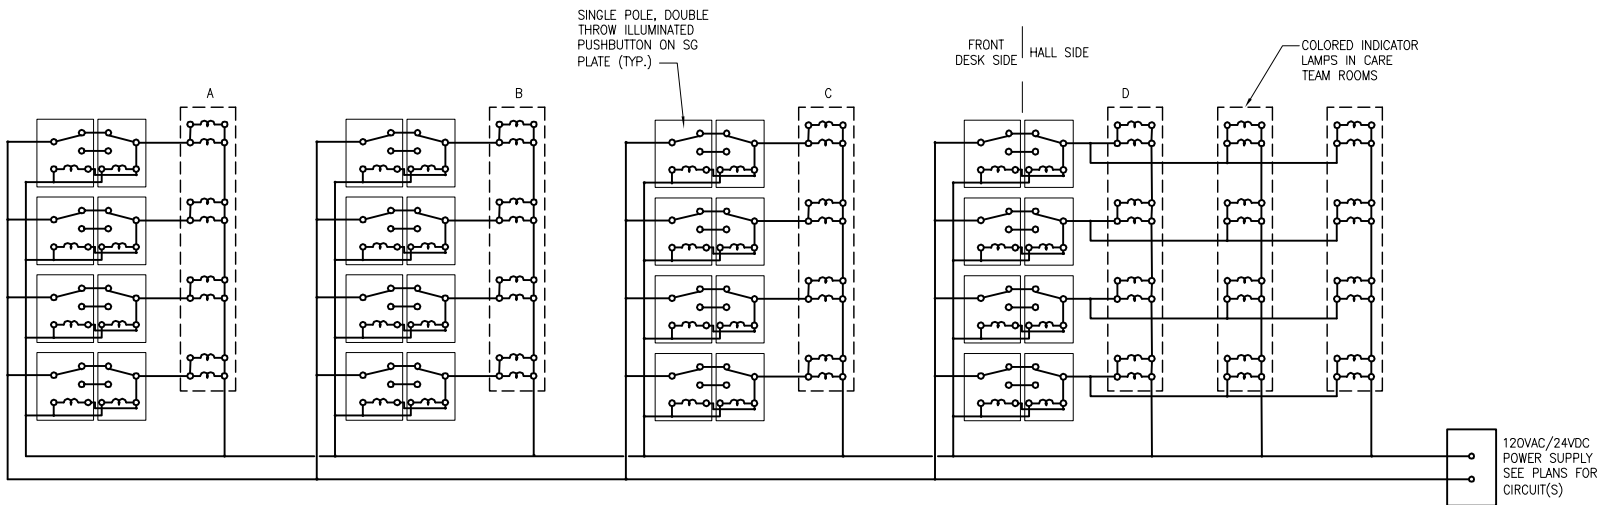 SINGLE POLE, DOUBLE
THROW ILLUMINATED
PUSHBUTTON ON SG
PLATE (TYP.)
FRONT
DESK SIDE
HALL SIDE
COLORED INDICATOR
LAMPS IN CARE
TEAM ROOMS
A
B
C
D
120VAC/24VDC
POWER SUPPLY
SEE PLANS FOR
CIRCUIT(S)